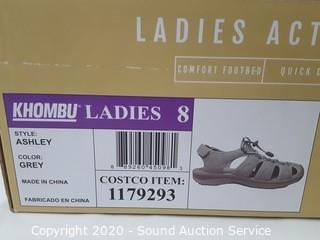 LADIES ACT
COMFORT FOOTBED
QUICK D
KHOMBU LADIES 8
STYLE:
ASHLEY
COLOR:
GREY
MADE IN CHINA
FABRICADO EN CHINA
COSTCO ITEM:
1179293
Copyright 2020 - Sound Auction Service